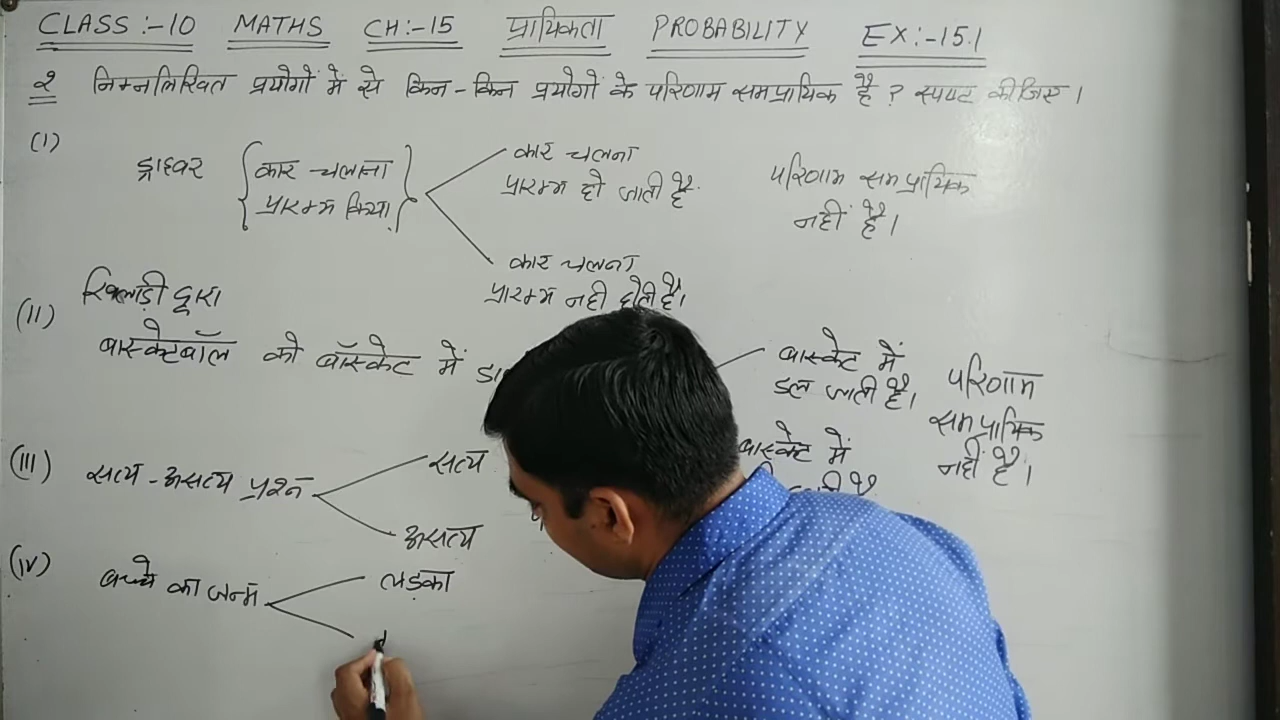 CLASS :- 10 MATHS CH :- 15 प्रायिकता PROBABILITY EX :- 15.1
2 निम्नलिखित प्रयोगों में से किन - किन प्रयोगों के परिणाम समप्रायिक है ? स्पष्ट कीजिए ।
(I)
ड्राइवर { कार चलाना
प्रारम्भ किया }
कार चलना
प्रारम्भ हो जाती है
कार चलना
प्रारम्भ नही होती है।
परिणाम समप्रायिक
नहीं है।
(II) खिलाड़ी द्वारा
बास्केटबॉल को बॉस्केट में
बास्केट में
डल जाती है।
बास्केट में
परिणाम
समप्रायिक
नहीं है।
(III) सत्य - असत्य प्रश्न
सत्य
असत्य
(IV) बच्चे का जन्म
लड़का